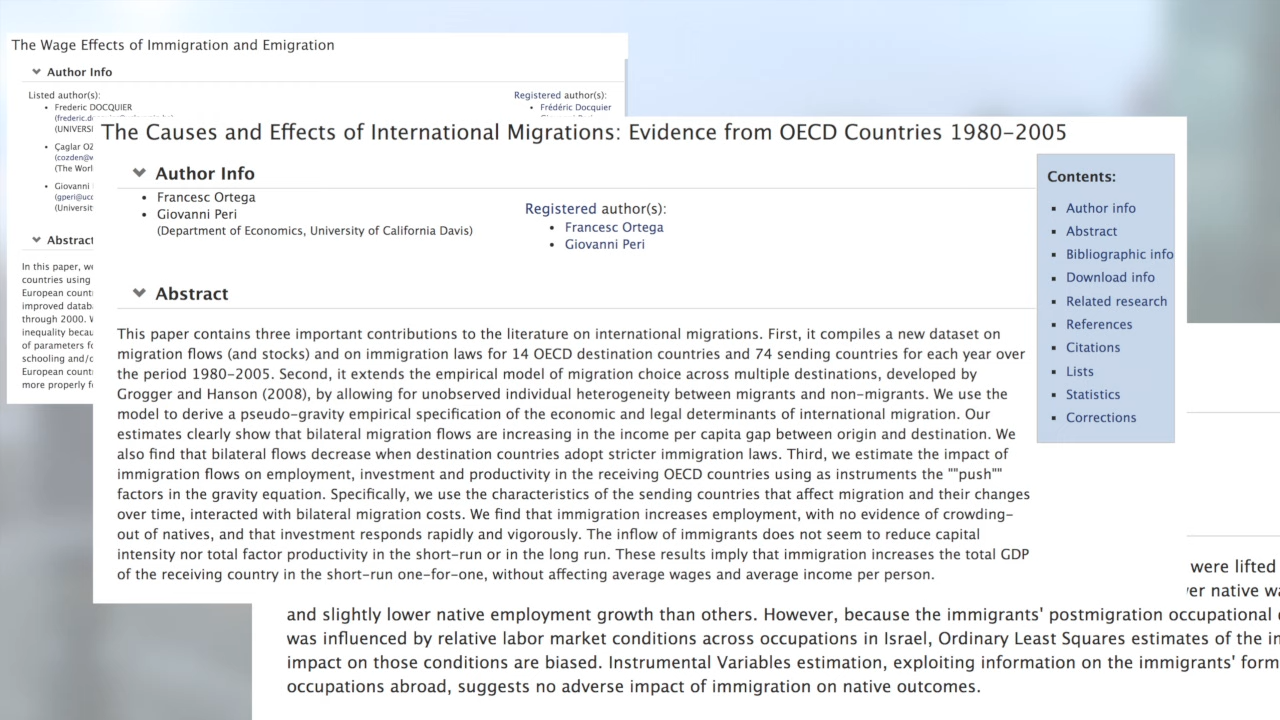 The Wage Effects of Immigration and Emigration
Author Info
Listed author(s):
Frederic DOCQUIER
(UNIVERSI
Çaglar OZ
(cozden@w
(The Worl
Giovanni
(gperi@ucd
(Universit
Registered author(s):
Frédéric Docquier
Abstract
In this paper, we
countries using
European count
improved datab
through 2000. W
inequality becau
of parameters fo
schooling and/o
European count
more properly f
The Causes and Effects of International Migrations: Evidence from OECD Countries 1980-2005
Author Info
Francesc Ortega
Giovanni Peri
(Department of Economics, University of California Davis)
Registered author(s):
Francesc Ortega
Giovanni Peri
Abstract
This paper contains three important contributions to the literature on international migrations. First, it compiles a new dataset on
migration flows (and stocks) and on immigration laws for 14 OECD destination countries and 74 sending countries for each year over
the period 1980-2005. Second, it extends the empirical model of migration choice across multiple destinations, developed by
Grogger and Hanson (2008), by allowing for unobserved individual heterogeneity between migrants and non-migrants. We use the
model to derive a pseudo-gravity empirical specification of the economic and legal determinants of international migration. Our
estimates clearly show that bilateral migration flows are increasing in the income per capita gap between origin and destination. We
also find that bilateral flows decrease when destination countries adopt stricter immigration laws. Third, we estimate the impact of
immigration flows on employment, investment and productivity in the receiving OECD countries using as instruments the ""push""
factors in the gravity equation. Specifically, we use the characteristics of the sending countries that affect migration and their changes
over time, interacted with bilateral migration costs. We find that immigration increases employment, with no evidence of crowding-
out of natives, and that investment responds rapidly and vigorously. The inflow of immigrants does not seem to reduce capital
intensity nor total factor productivity in the short-run or in the long run. These results imply that immigration increases the total GDP
of the receiving country in the short-run one-for-one, without affecting average wages and average income per person.
Contents:
Author info
Abstract
Bibliographic info
Download info
Related research
References
Citations
Lists
Statistics
Corrections
were lifted
er native wa
and slightly lower native employment growth than others. However, because the immigrants' postmigration occupational
was influenced by relative labor market conditions across occupations in Israel, Ordinary Least Squares estimates of the
impact on those conditions are biased. Instrumental Variables estimation, exploiting information on the immigrants' form
occupations abroad, suggests no adverse impact of immigration on native outcomes.